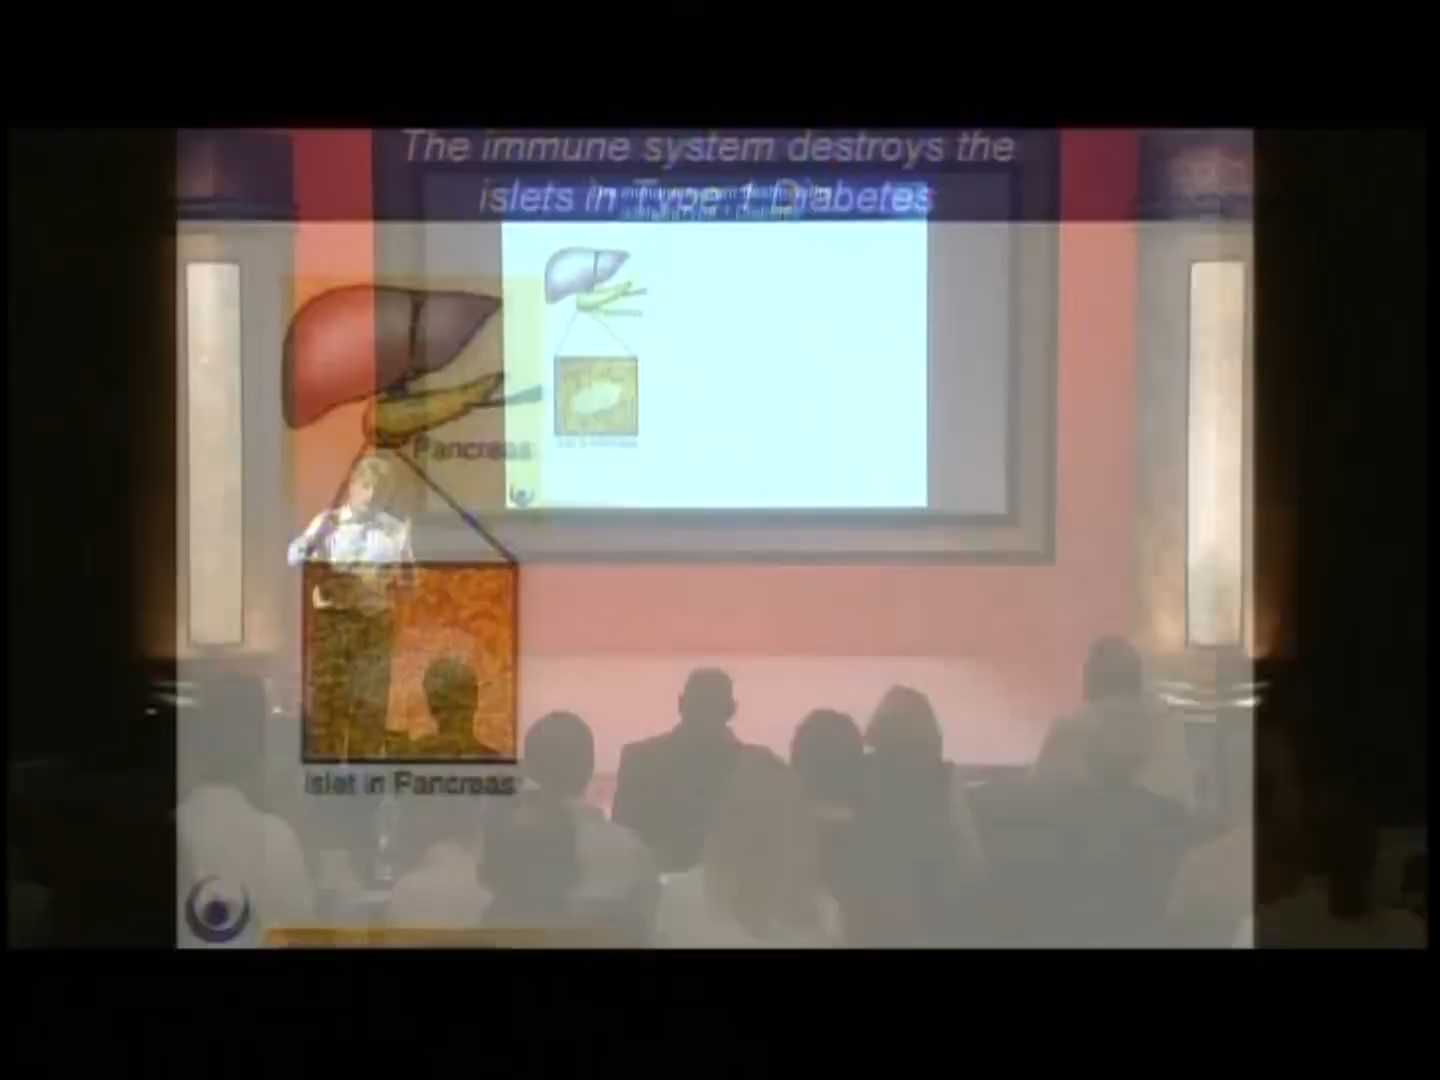 The immune system destroys the
islets in Type 1 Diabetes
Pancreas
Islet in Pancreas